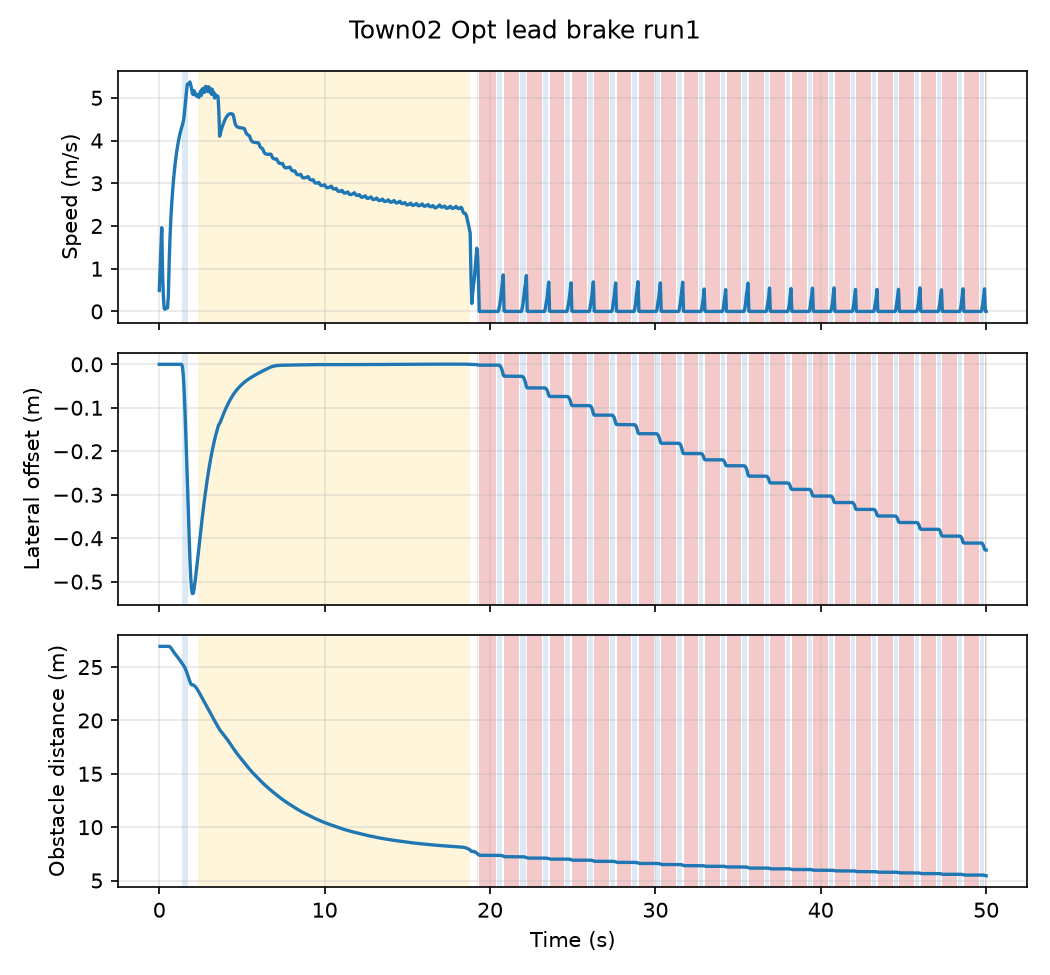 Town02 Opt lead brake run1
5
4
3
2
1
0
Speed (m/s)
0.0
−0.1
−0.2
−0.3
−0.4
−0.5
Lateral offset (m)
25
20
15
10
5
Obstacle distance (m)
0 10 20 30 40 50
Time (s)